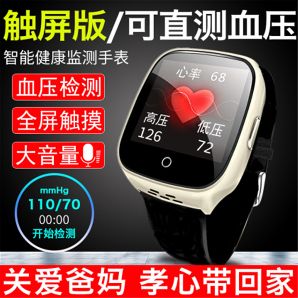 触屏版/可直测血压
智能健康监测手表
血压检测
全屏触摸
大音量
心率 68
高压
126
低压
72
mmHg
110/70
00:00
开始检测
关爱爸妈 孝心带回家